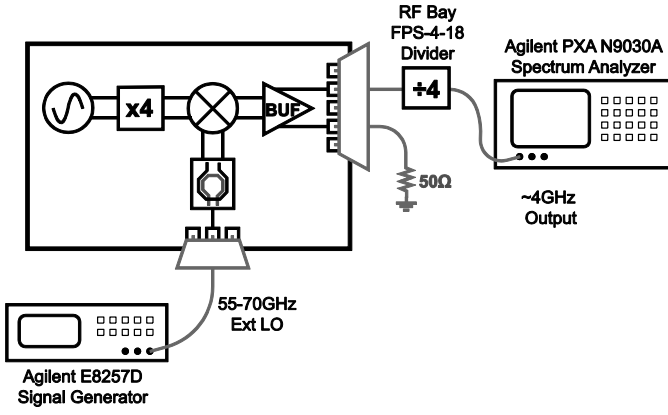 RF Bay
FPS-4-18
Divider
Agilent PXA N9030A
Spectrum Analyzer
x4
BUF
÷4
50Ω
~4GHz
Output
55-70GHz
Ext LO
Agilent E8257D
Signal Generator